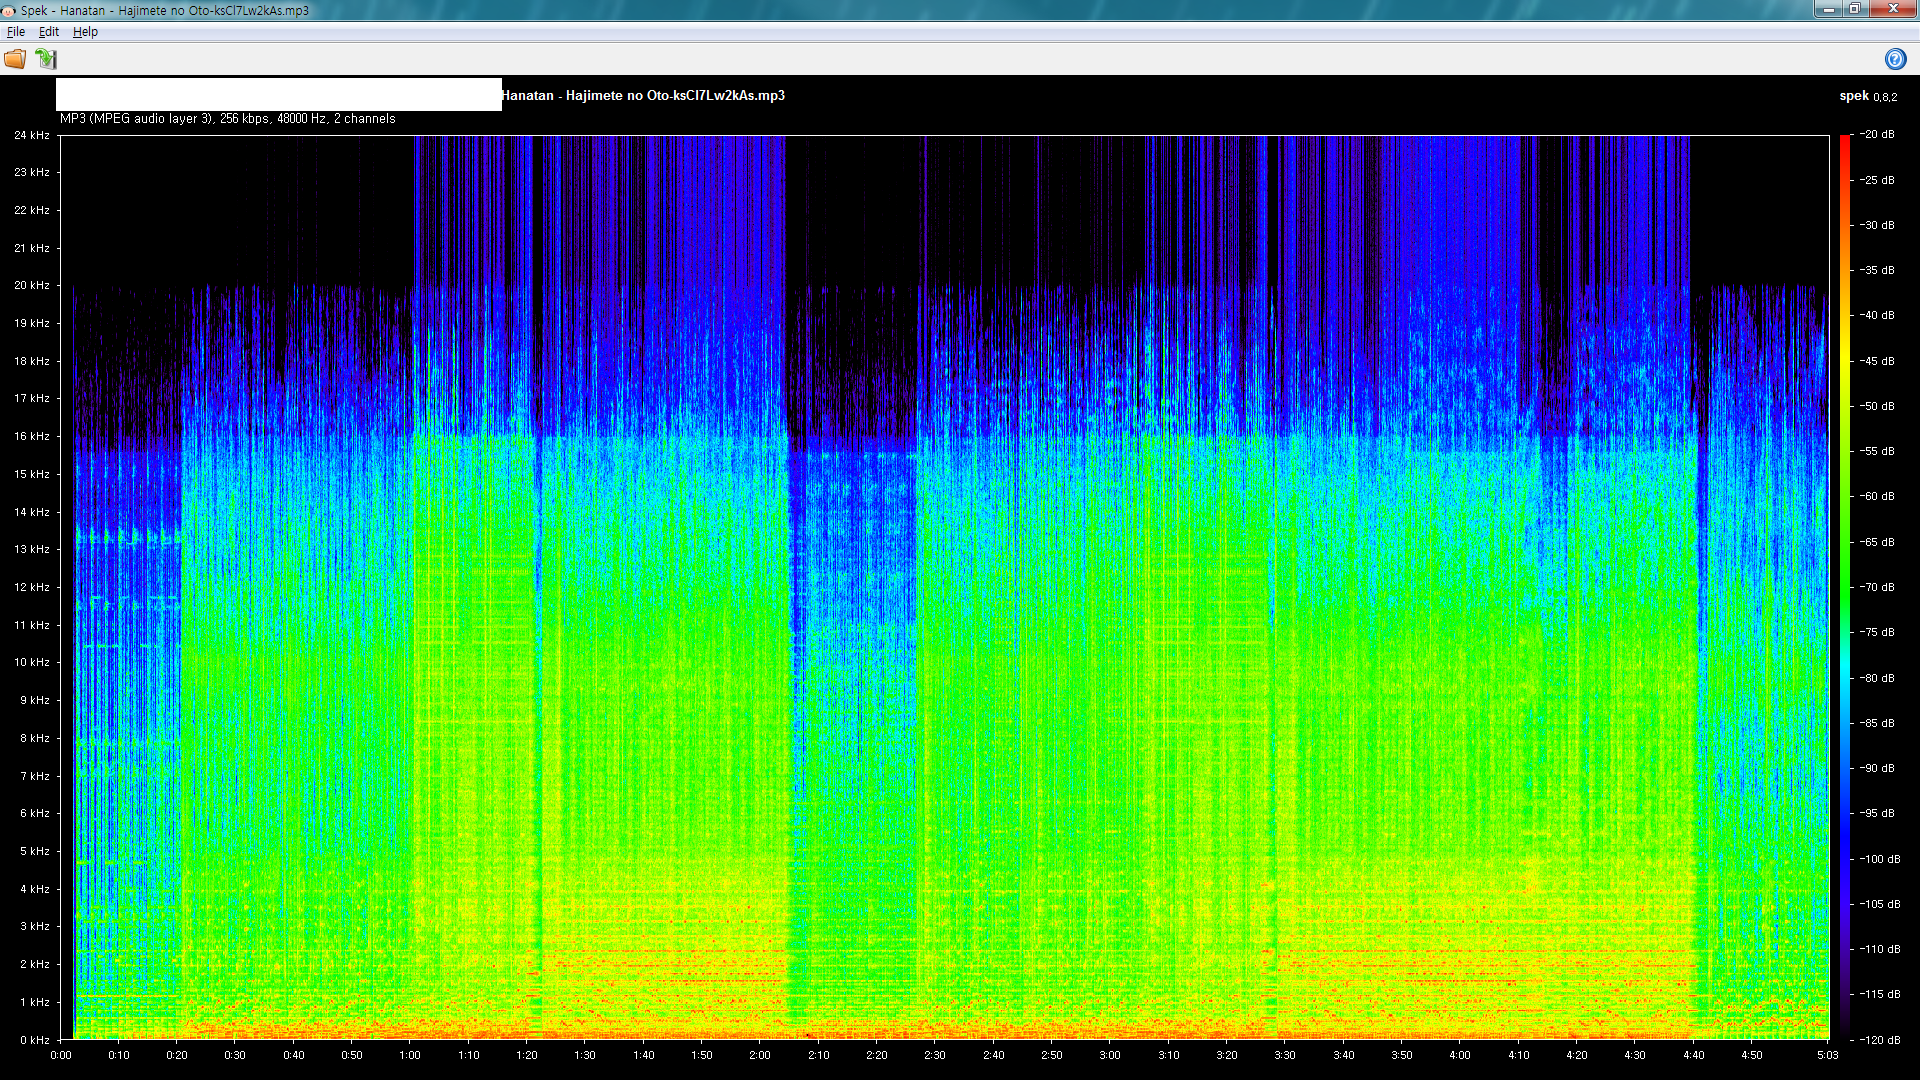 Spek - Hanatan - Hajimete no Oto-ksCl7Lw2kAs.mp3
File Edit Help
Hanatan - Hajimete no Oto-ksCl7Lw2kAs.mp3
spek 0.8.2
MP3 (MPEG audio layer 3), 256 kbps, 48000 Hz, 2 channels
24 kHz
23 kHz
22 kHz
21 kHz
20 kHz
19 kHz
18 kHz
17 kHz
16 kHz
15 kHz
14 kHz
13 kHz
12 kHz
11 kHz
10 kHz
9 kHz
8 kHz
7 kHz
6 kHz
5 kHz
4 kHz
3 kHz
2 kHz
1 kHz
0 kHz
-20 dB
-25 dB
-30 dB
-35 dB
-40 dB
-45 dB
-50 dB
-55 dB
-60 dB
-65 dB
-70 dB
-75 dB
-80 dB
-85 dB
-90 dB
-95 dB
-100 dB
-105 dB
-110 dB
-115 dB
-120 dB
0:00 0:10 0:20 0:30 0:40 0:50 1:00 1:10 1:20 1:30 1:40 1:50 2:00 2:10 2:20 2:30 2:40 2:50 3:00 3:10 3:20 3:30 3:40 3:50 4:00 4:10 4:20 4:30 4:40 4:50 5:03